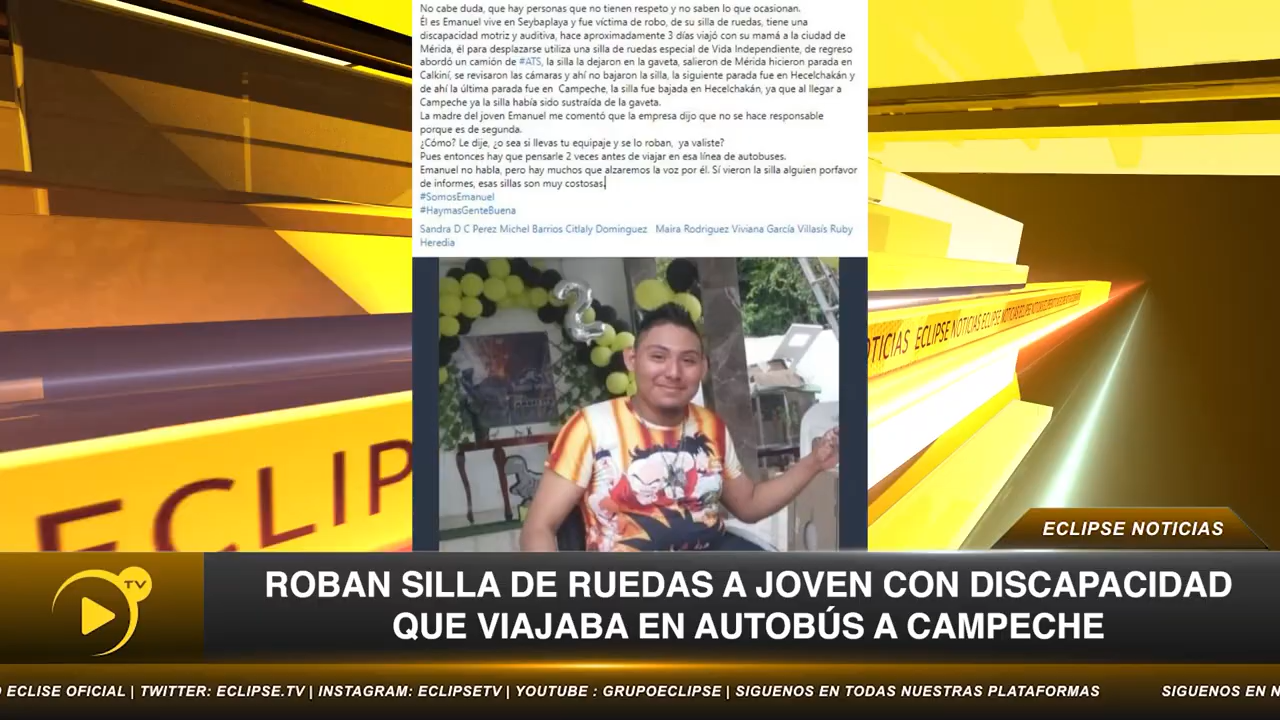 No cabe duda, que hay personas que no tienen respeto y no saben lo que ocasionan.
Él es Emanuel vive en Seybaplaya y fue víctima de robo, de su silla de ruedas, tiene una
discapacidad motriz y auditiva, hace aproximadamente 3 días viajó con su mamá a la ciudad de
Mérida, él para desplazarse utiliza una silla de ruedas especial de Vida Independiente, de regreso
abordó un camión de #ATS, la silla la dejaron en la gaveta, salieron de Mérida hicieron parada en
Calkiní, se revisaron las cámaras y ahí no bajaron la silla, la siguiente parada fue en Hecelchakán y
de ahí la última parada fue en Campeche, la silla fue bajada en Hecelchakán, ya que al llegar a
Campeche ya la silla había sido sustraída de la gaveta.
La madre del joven Emanuel me comentó que la empresa dijo que no se hace responsable
porque es de segunda.
¿Cómo? Le dije, ¿o sea si llevas tu equipaje y se lo roban, ya valiste?
Pues entonces hay que pensarle 2 veces antes de viajar en esa línea de autobuses.
Emanuel no habla, pero hay muchos que alzaremos la voz por él. Sí vieron la silla alguien porfavor
de informes, esas sillas son muy costosas.
#SomosEmanuel
#HaymasGenteBuena
Sandra D C Perez Michel Barrios Citlaly Dominguez Maira Rodriguez Viviana García Villasís Ruby
Heredia
2
OTICIAS ECLIPSE NOTICIAS ECLIPSE
ECLIP
ECLIPSE NOTICIAS
TV
ROBAN SILLA DE RUEDAS A JOVEN CON DISCAPACIDAD
QUE VIAJABA EN AUTOBÚS A CAMPECHE
O ECLISE OFICIAL | TWITTER: ECLIPSE.TV | INSTAGRAM: ECLIPSETV | YOUTUBE : GRUPOECLIPSE | SIGUENOS EN TODAS NUESTRAS PLATAFORMAS SIGUENOS EN N